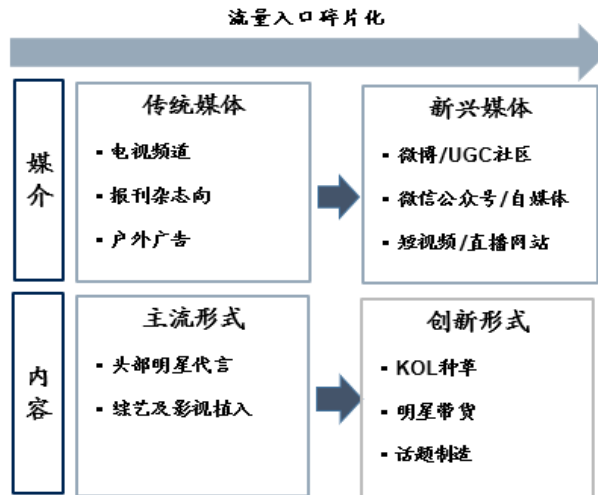 流量入口碎片化
媒介
传统媒体
▪ 电视频道
▪ 报刊杂志向
▪ 户外广告
新兴媒体
▪ 微博/UGC社区
▪ 微信公众号/自媒体
▪ 短视频/直播网站
内容
主流形式
▪ 头部明星代言
▪ 综艺及影视植入
创新形式
▪ KOL种草
▪ 明星带货
▪ 话题制造